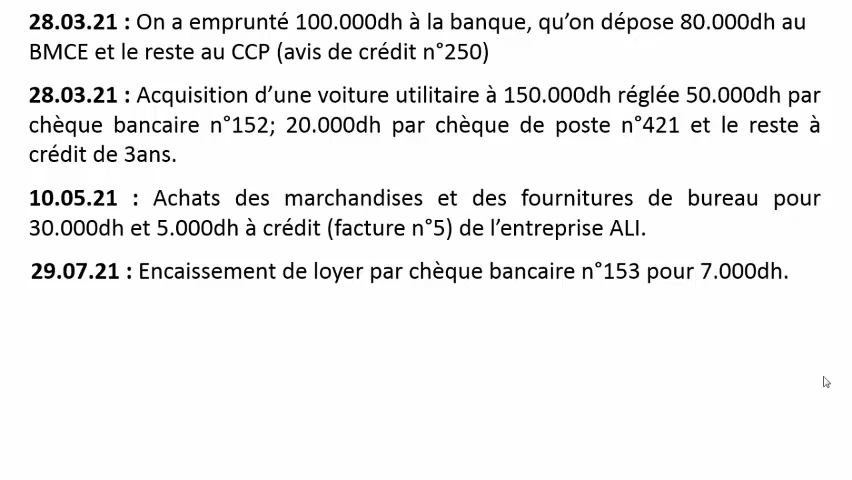 28.03.21 : On a emprunté 100.000dh à la banque, qu’on dépose 80.000dh au
BMCE et le reste au CCP (avis de crédit n°250)
28.03.21 : Acquisition d’une voiture utilitaire à 150.000dh réglée 50.000dh par
chèque bancaire n°152; 20.000dh par chèque de poste n°421 et le reste à
crédit de 3ans.
10.05.21 : Achats des marchandises et des fournitures de bureau pour
30.000dh et 5.000dh à crédit (facture n°5) de l’entreprise ALI.
29.07.21 : Encaissement de loyer par chèque bancaire n°153 pour 7.000dh.